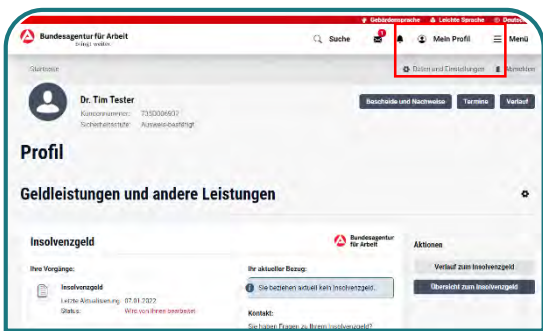 Gebärdensprache Leichte Sprache Deutsch
Bundesagentur für Arbeit
bringt weiter.
Suche
Mein Profil
Menü
Startseite
Daten und Einstellungen
Abmelden
Dr. Tim Tester
Kundennummer:
Sicherheitsstufe: Ausweis-bestätigt
Bescheide und Nachweise Termine Verlauf
Profil
Geldleistungen und andere Leistungen
Insolvenzgeld
Bundesagentur
für Arbeit
Ihre Vorgänge:
Insolvenzgeld
Letzte Aktualisierung: 07.01.2022
Status: Wird von Ihnen bearbeitet
Ihr aktueller Bezug:
Sie beziehen aktuell kein Insolvenzgeld.
Kontakt:
Sie haben Fragen zu Ihrem Insolvenzgeld?
Aktionen
Verlauf zum Insolvenzgeld
Übersicht zum Insolvenzgeld